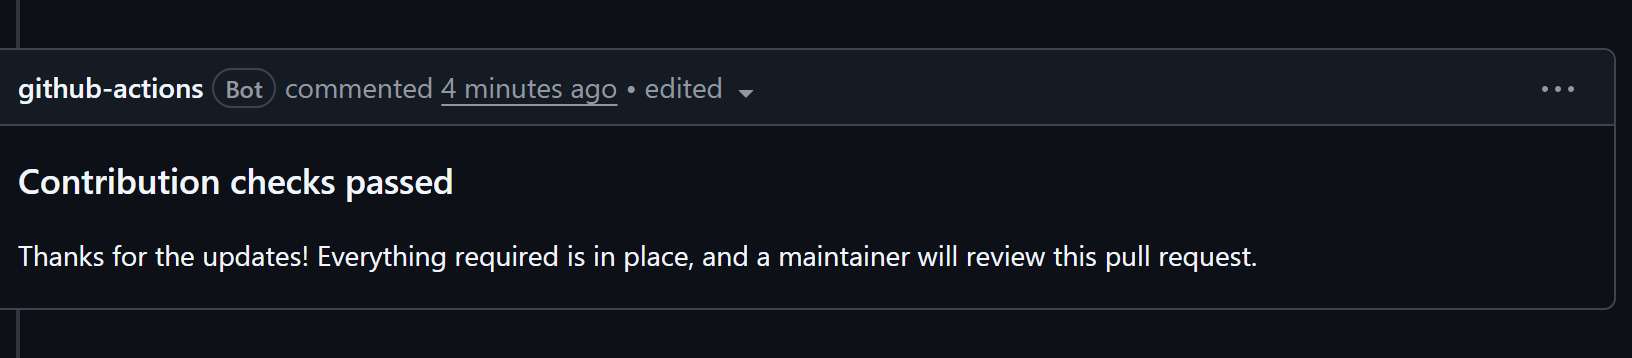 github-actions Bot commented 4 minutes ago • edited
Contribution checks passed
Thanks for the updates! Everything required is in place, and a maintainer will review this pull request.